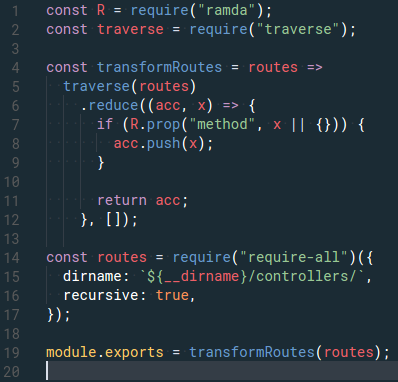 1 const R = require("ramda");
2 const traverse = require("traverse");
3
4 const transformRoutes = routes =>
5   traverse(routes)
6     .reduce((acc, x) => {
7       if (R.prop("method", x || {})) {
8         acc.push(x);
9       }
10
11       return acc;
12     }, []);
13
14 const routes = require("require-all")({
15   dirname: `${__dirname}/controllers/`,
16   recursive: true,
17 });
18
19 module.exports = transformRoutes(routes);
20